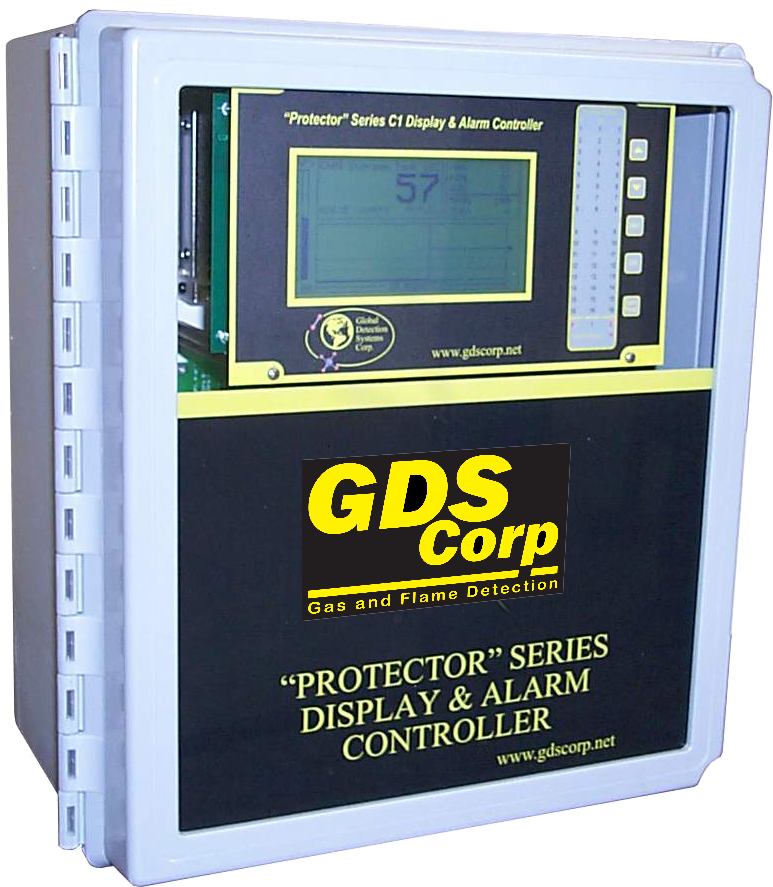 “Protector” Series C1 Display & Alarm Controller
57
Global
Detection
Systems
Corp.
www.gdscorp.net
GDS
Corp
Gas and Flame Detection
“PROTECTOR” SERIES
DISPLAY & ALARM
CONTROLLER
www.gdscorp.net